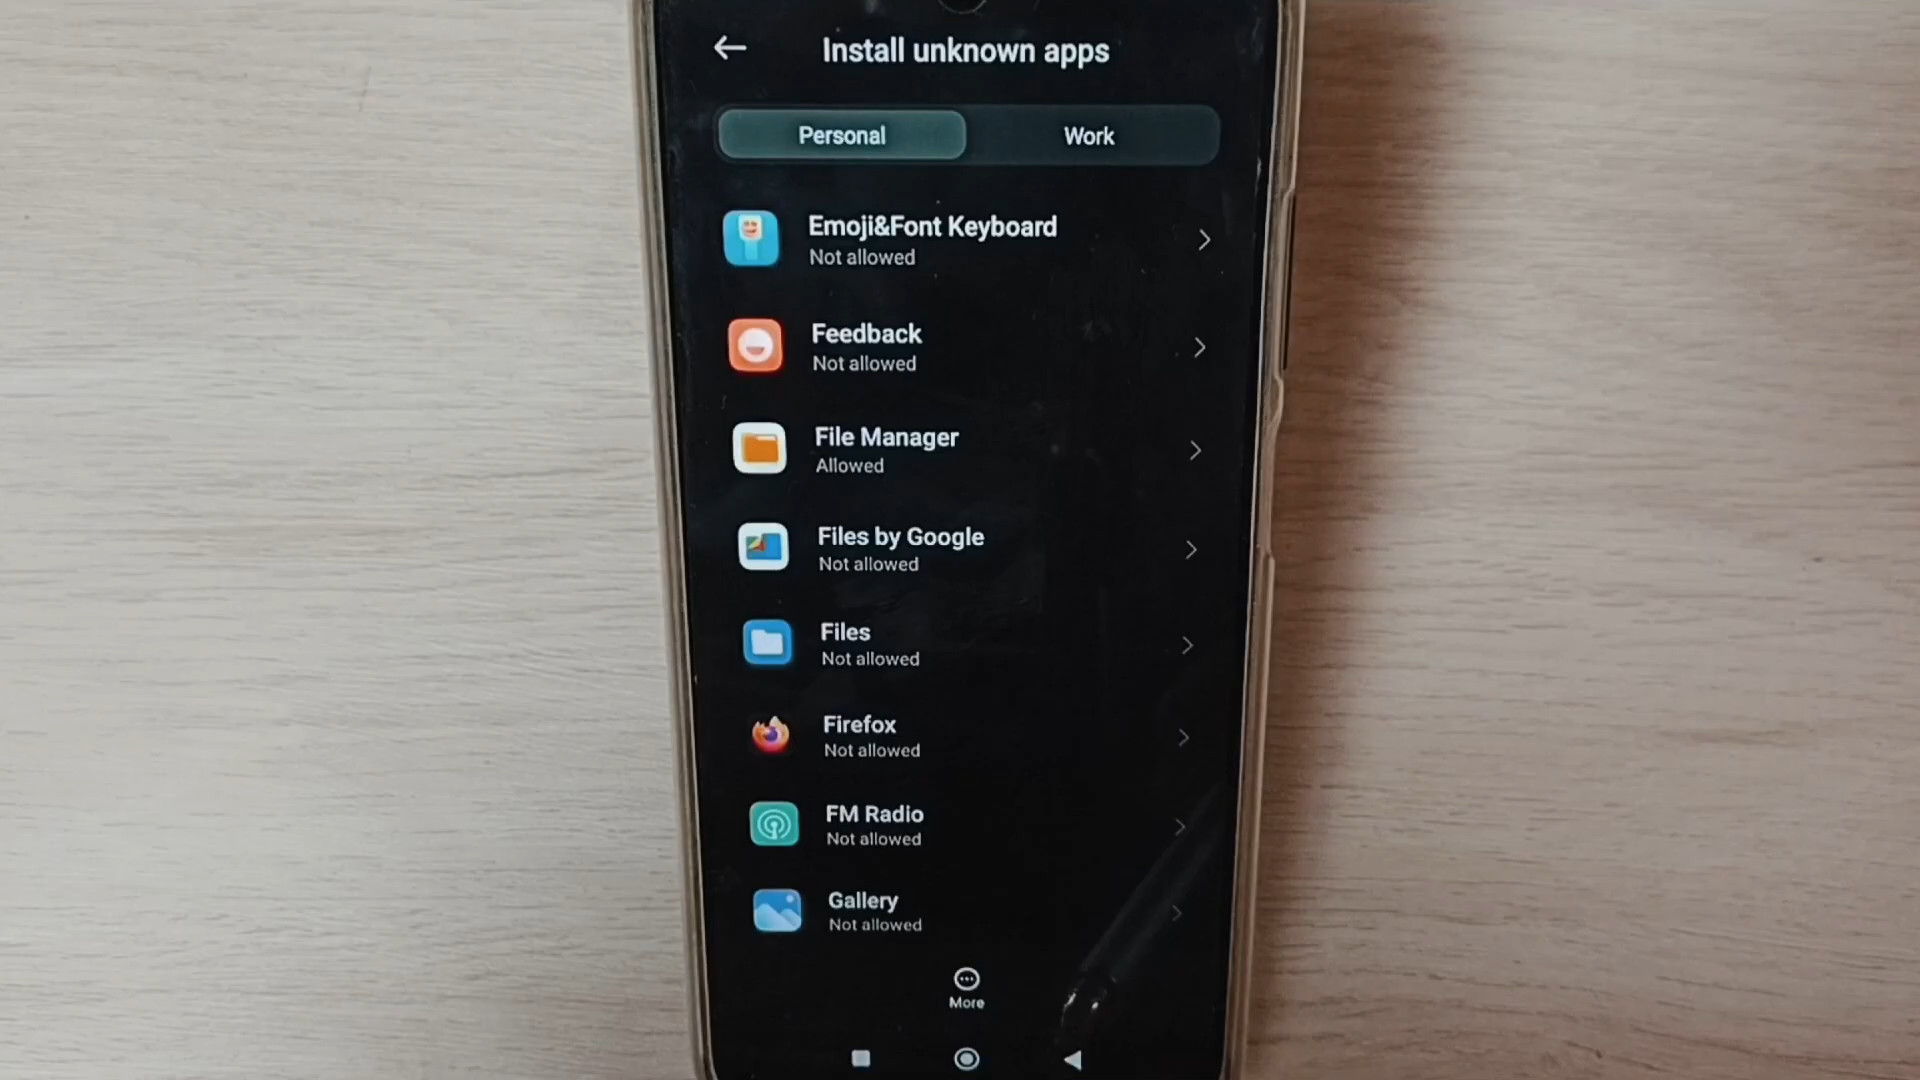 Install unknown apps
Personal
Work
Emoji&Font Keyboard
Not allowed
Feedback
Not allowed
File Manager
Allowed
Files by Google
Not allowed
Files
Not allowed
Firefox
Not allowed
FM Radio
Not allowed
Gallery
Not allowed
More